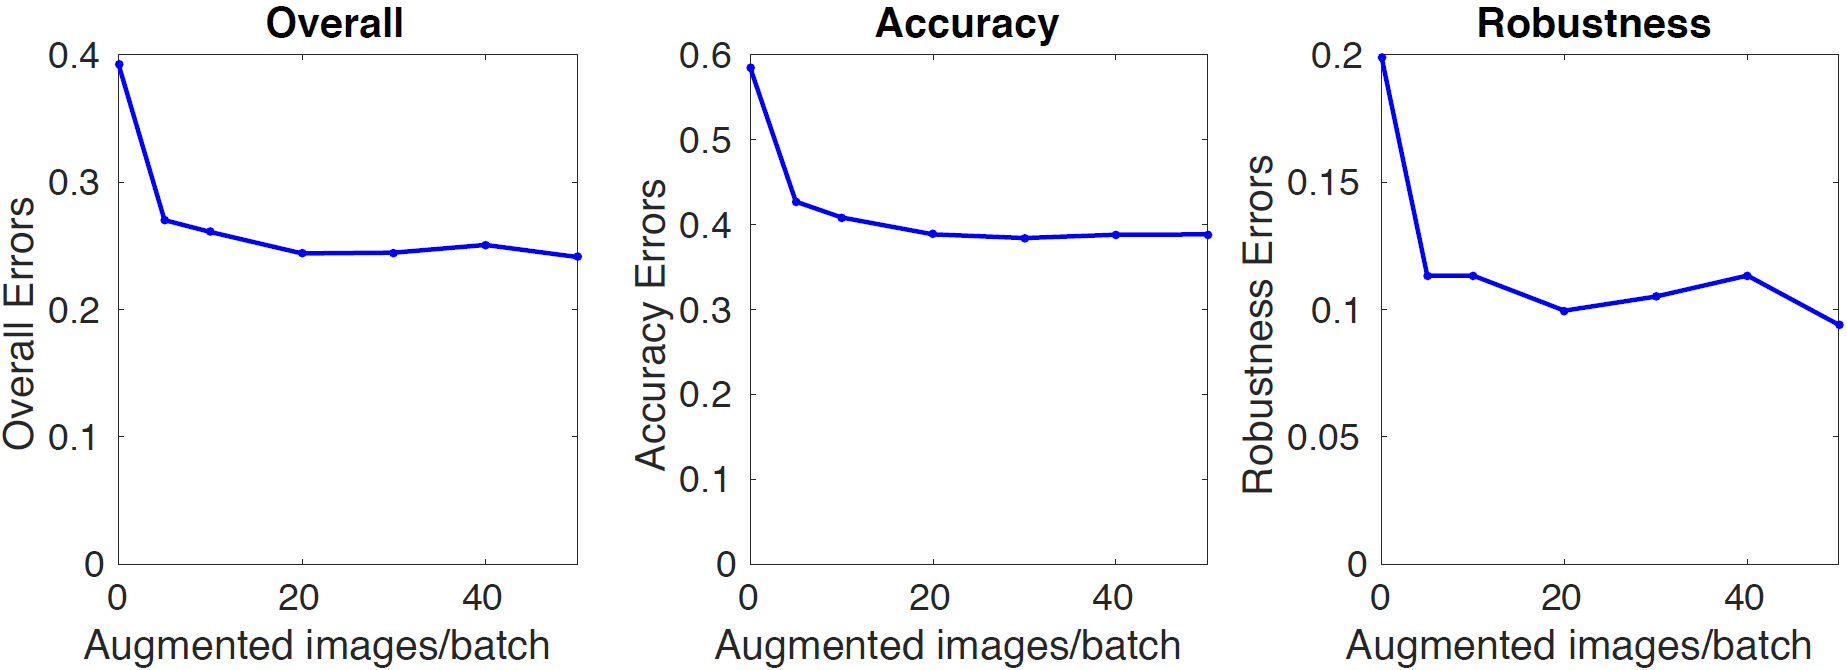 Overall
Overall Errors
0.4
0.3
0.2
0.1
0
0 20 40
Augmented images/batch
Accuracy
Accuracy Errors
0.6
0.5
0.4
0.3
0.2
0.1
0
0 20 40
Augmented images/batch
Robustness
Robustness Errors
0.2
0.15
0.1
0.05
0
0 20 40
Augmented images/batch